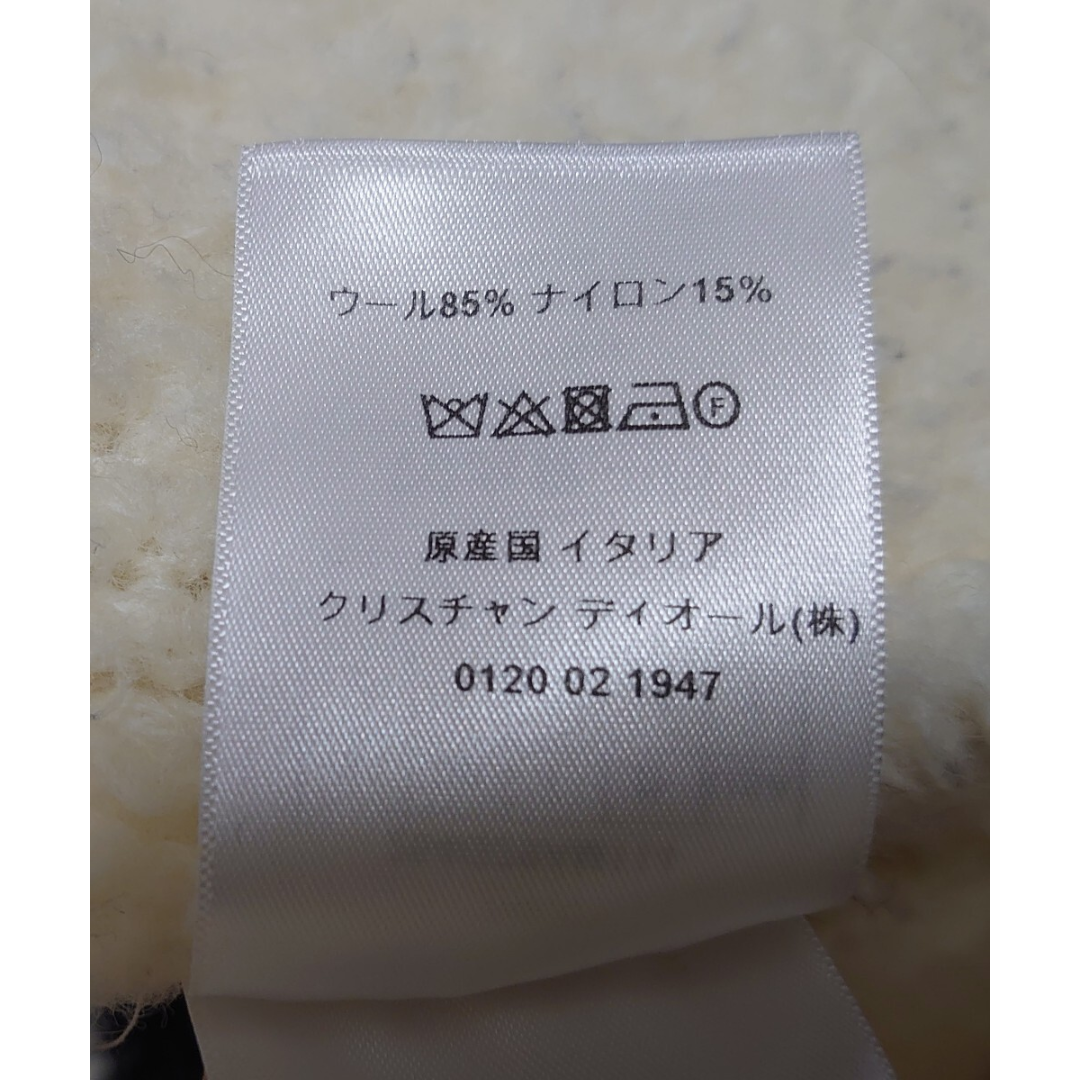 ウール85% ナイロン15%
F
原産国 イタリア
クリスチャン ディオール(株)
0120 02 1947